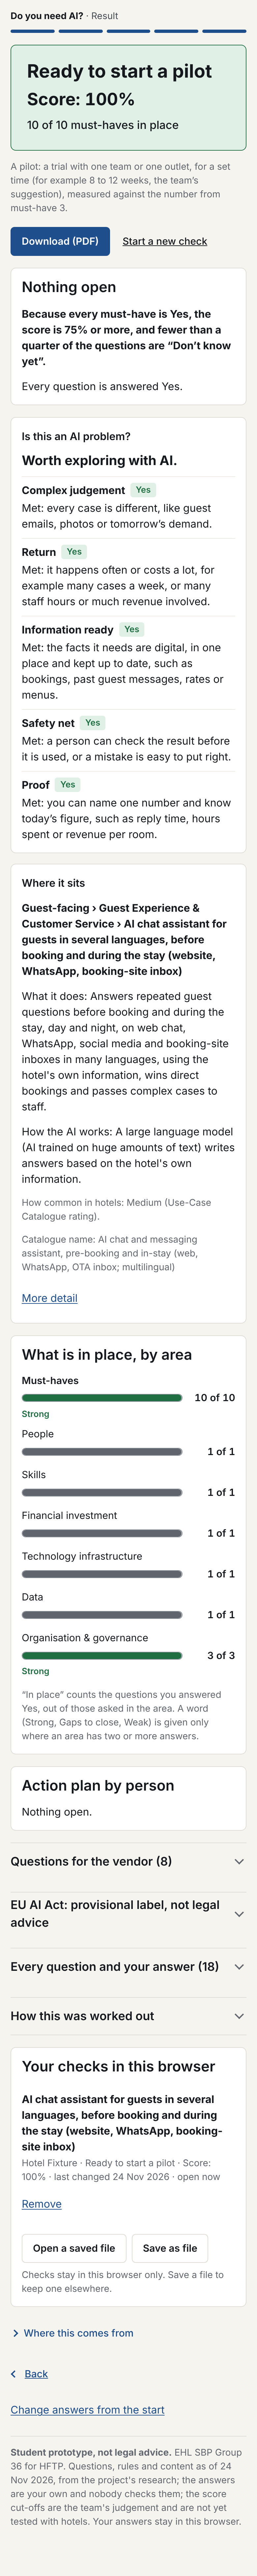 Do you need AI? · Result
Ready to start a pilot
Score: 100%
10 of 10 must-haves in place
A pilot: a trial with one team or one outlet, for a set
time (for example 8 to 12 weeks, the team's
suggestion), measured against the number from
must-have 3.
Download (PDF)
Start a new check
Nothing open
Because every must-have is Yes, the
score is 75% or more, and fewer than a
quarter of the questions are “Don't know
yet”.
Every question is answered Yes.
Is this an AI problem?
Worth exploring with AI.
Complex judgement Yes
Met: every case is different, like guest
emails, photos or tomorrow's demand.
Return Yes
Met: it happens often or costs a lot, for
example many cases a week, or many
staff hours or much revenue involved.
Information ready Yes
Met: the facts it needs are digital, in one
place and kept up to date, such as
bookings, past guest messages, rates or
menus.
Safety net Yes
Met: a person can check the result before
it is used, or a mistake is easy to put right.
Proof Yes
Met: you can name one number and know
today's figure, such as reply time, hours
spent or revenue per room.
Where it sits
Guest-facing › Guest Experience &
Customer Service › AI chat assistant for
guests in several languages, before
booking and during the stay (website,
WhatsApp, booking-site inbox)
What it does: Answers repeated guest
questions before booking and during the
stay, day and night, on web chat,
WhatsApp, social media and booking-site
inboxes in many languages, using the
hotel's own information, wins direct
bookings and passes complex cases to
staff.
How the AI works: A large language model
(AI trained on huge amounts of text) writes
answers based on the hotel's own
information.
How common in hotels: Medium (Use-Case
Catalogue rating).
Catalogue name: AI chat and messaging
assistant, pre-booking and in-stay (web,
WhatsApp, OTA inbox; multilingual)
More detail
What is in place, by area
Must-haves
10 of 10
Strong
People
1 of 1
Skills
1 of 1
Financial investment
1 of 1
Technology infrastructure
1 of 1
Data
1 of 1
Organisation & governance
3 of 3
Strong
“In place” counts the questions you answered
Yes, out of those asked in the area. A word
(Strong, Gaps to close, Weak) is given only
where an area has two or more answers.
Action plan by person
Nothing open.
Questions for the vendor (8)
EU AI Act: provisional label, not legal
advice
Every question and your answer (18)
How this was worked out
Your checks in this browser
AI chat assistant for guests in several
languages, before booking and during
the stay (website, WhatsApp, booking-
site inbox)
Hotel Fixture · Ready to start a pilot · Score:
100% · last changed 24 Nov 2026 · open now
Remove
Open a saved file
Save as file
Checks stay in this browser only. Save a file to
keep one elsewhere.
Where this comes from
Back
Change answers from the start
Student prototype, not legal advice. EHL SBP Group
36 for HFTP. Questions, rules and content as of 24
Nov 2026, from the project's research; the answers
are your own and nobody checks them; the score
cut-offs are the team's judgement and are not yet
tested with hotels. Your answers stay in this browser.